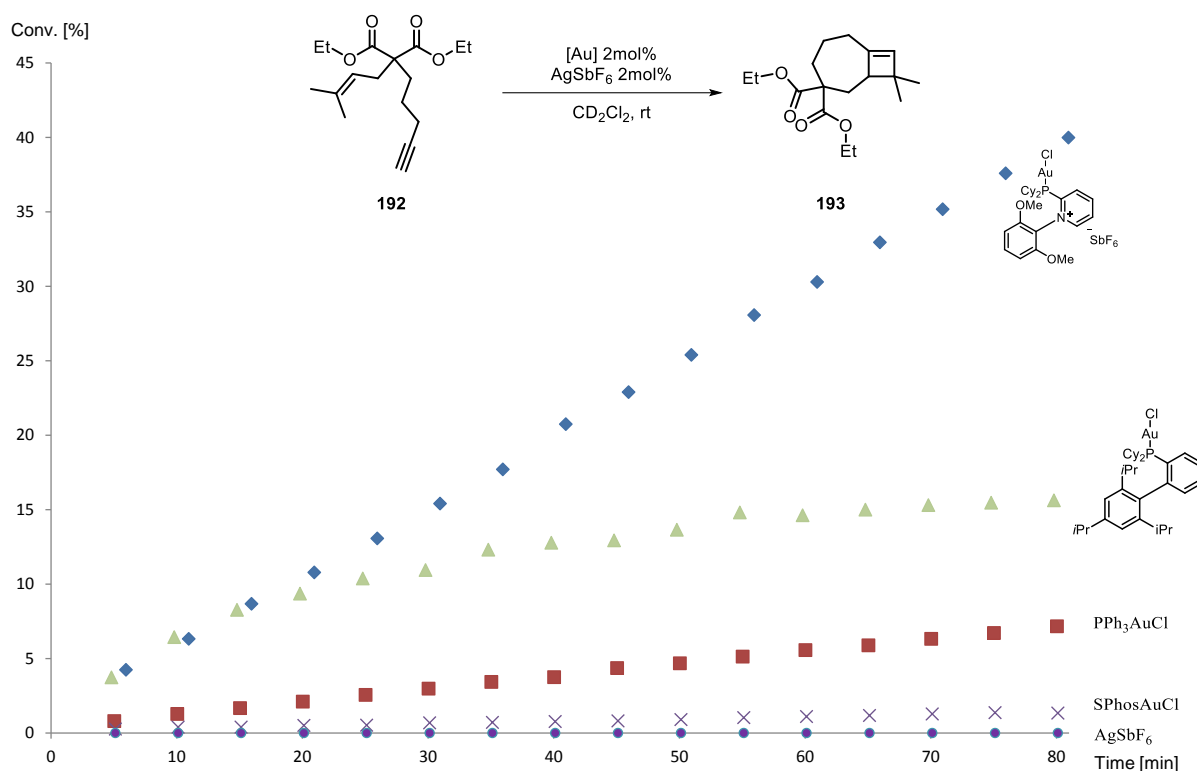 Conv. [%]
45
40
35
30
25
20
15
10
5
0
0
10
20
30
40
50
60
70
80
Time [min]
O
O
Et
O
O
Et
192
[Au] 2mol%
AgSbF₆ 2mol%
CD₂Cl₂, rt
Et
O
O
O
O
Et
193
Cl
Au
Cy₂P
OMe
N+
OMe
⁻SbF₆
Cl
Au
Cy₂P
iPr
iPr
iPr
PPh₃AuCl
SPhosAuCl
AgSbF₆